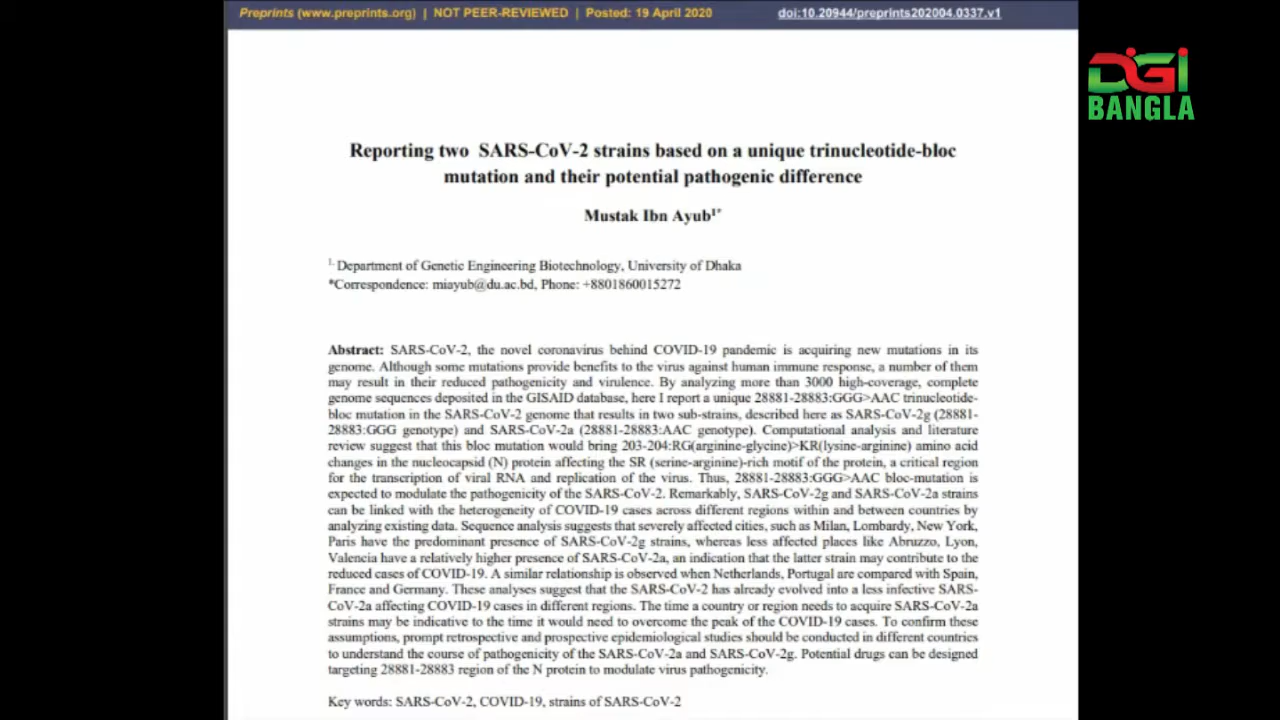 Preprints (www.preprints.org) | NOT PEER-REVIEWED | Posted: 19 April 2020 doi:10.20944/preprints202004.0337.v1
DIGI
BANGLA
Reporting two SARS-CoV-2 strains based on a unique trinucleotide-bloc
mutation and their potential pathogenic difference
Mustak Ibn Ayub1*
1. Department of Genetic Engineering Biotechnology, University of Dhaka
*Correspondence: miayub@du.ac.bd, Phone: +8801860015272
Abstract: SARS-CoV-2, the novel coronavirus behind COVID-19 pandemic is acquiring new mutations in its
genome. Although some mutations provide benefits to the virus against human immune response, a number of them
may result in their reduced pathogenicity and virulence. By analyzing more than 3000 high-coverage, complete
genome sequences deposited in the GISAID database, here I report a unique 28881-28883:GGG>AAC trinucleotide-
bloc mutation in the SARS-CoV-2 genome that results in two sub-strains, described here as SARS-CoV-2g (28881-
28883:GGG genotype) and SARS-CoV-2a (28881-28883:AAC genotype). Computational analysis and literature
review suggest that this bloc mutation would bring 203-204:RG(arginine-glycine)>KR(lysine-arginine) amino acid
changes in the nucleocapsid (N) protein affecting the SR (serine-arginine)-rich motif of the protein, a critical region
for the transcription of viral RNA and replication of the virus. Thus, 28881-28883:GGG>AAC bloc-mutation is
expected to modulate the pathogenicity of the SARS-CoV-2. Remarkably, SARS-CoV-2g and SARS-CoV-2a strains
can be linked with the heterogeneity of COVID-19 cases across different regions within and between countries by
analyzing existing data. Sequence analysis suggests that severely affected cities, such as Milan, Lombardy, New York,
Paris have the predominant presence of SARS-CoV-2g strains, whereas less affected places like Abruzzo, Lyon,
Valencia have a relatively higher presence of SARS-CoV-2a, an indication that the latter strain may contribute to the
reduced cases of COVID-19. A similar relationship is observed when Netherlands, Portugal are compared with Spain,
France and Germany. These analyses suggest that the SARS-CoV-2 has already evolved into a less infective SARS-
CoV-2a affecting COVID-19 cases in different regions. The time a country or region needs to acquire SARS-CoV-2a
strains may be indicative to the time it would need to overcome the peak of the COVID-19 cases. To confirm these
assumptions, prompt retrospective and prospective epidemiological studies should be conducted in different countries
to understand the course of pathogenicity of the SARS-CoV-2a and SARS-CoV-2g. Potential drugs can be designed
targeting 28881-28883 region of the N protein to modulate virus pathogenicity.
Key words: SARS-CoV-2, COVID-19, strains of SARS-CoV-2